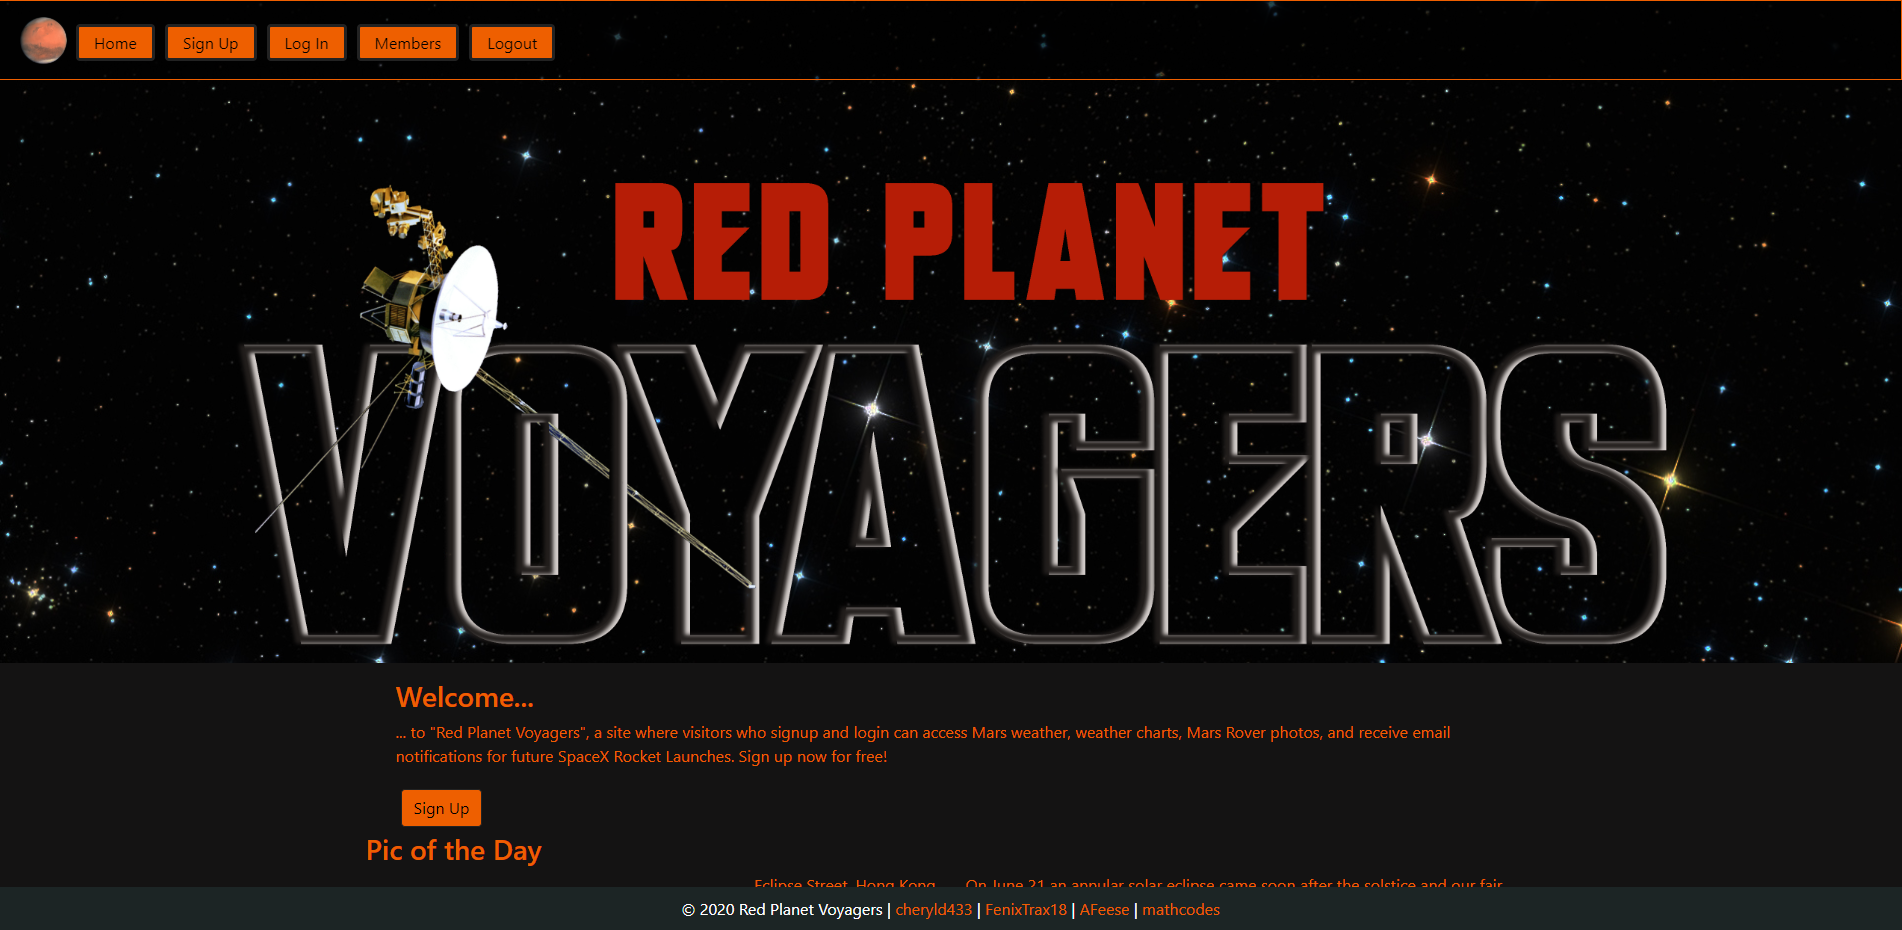 Home Sign Up Log In Members Logout
RED PLANET
VOYAGERS
Welcome...
... to "Red Planet Voyagers", a site where visitors who signup and login can access Mars weather, weather charts, Mars Rover photos, and receive email
notifications for future SpaceX Rocket Launches. Sign up now for free!
Sign Up
Pic of the Day
Eclipse Street, Hong Kong On June 21 an annular solar eclipse came soon after the solstice and our fair
© 2020 Red Planet Voyagers | cheryld433 | FenixTrax18 | AFeese | mathcodes